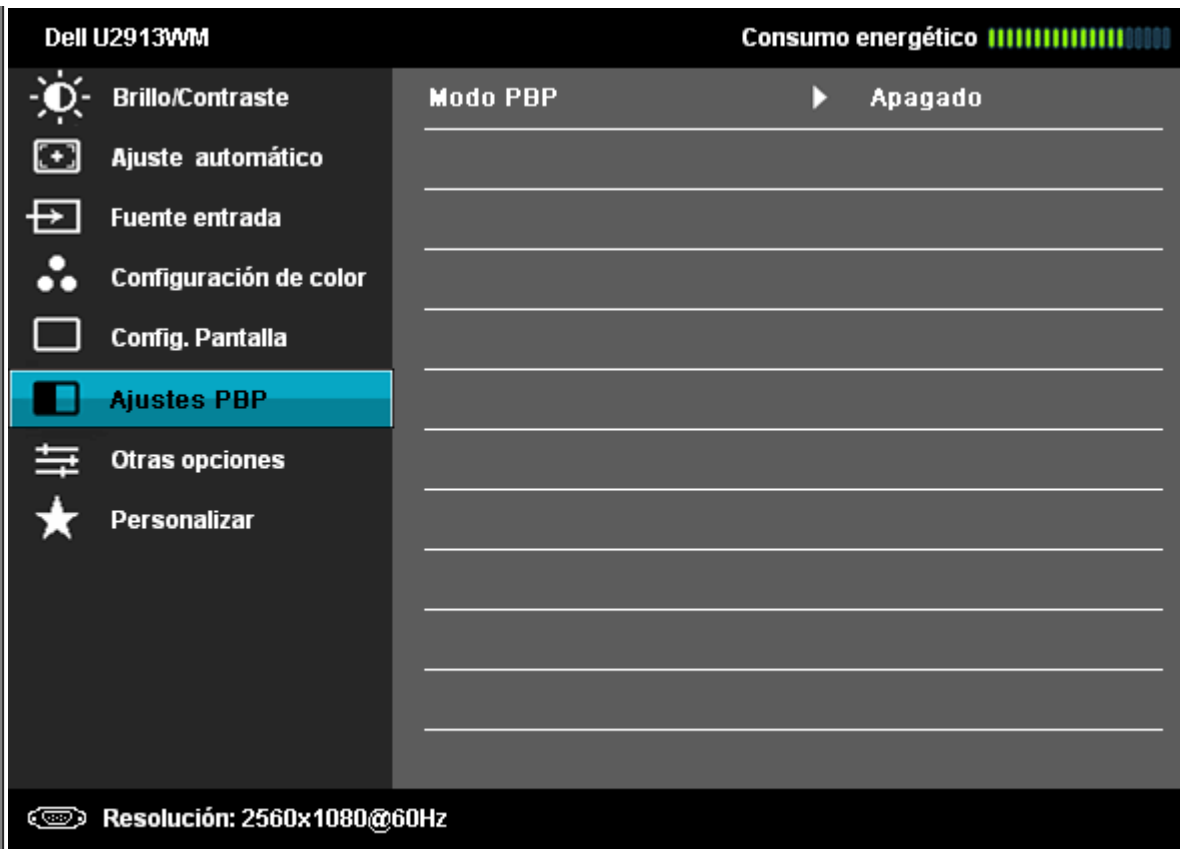 Dell U2913WM
Consumo energético
Brillo/Contraste
Modo PBP
Apagado
Ajuste automático
Fuente entrada
Configuración de color
Config. Pantalla
Ajustes PBP
Otras opciones
Personalizar
Resolución: 2560x1080@60Hz